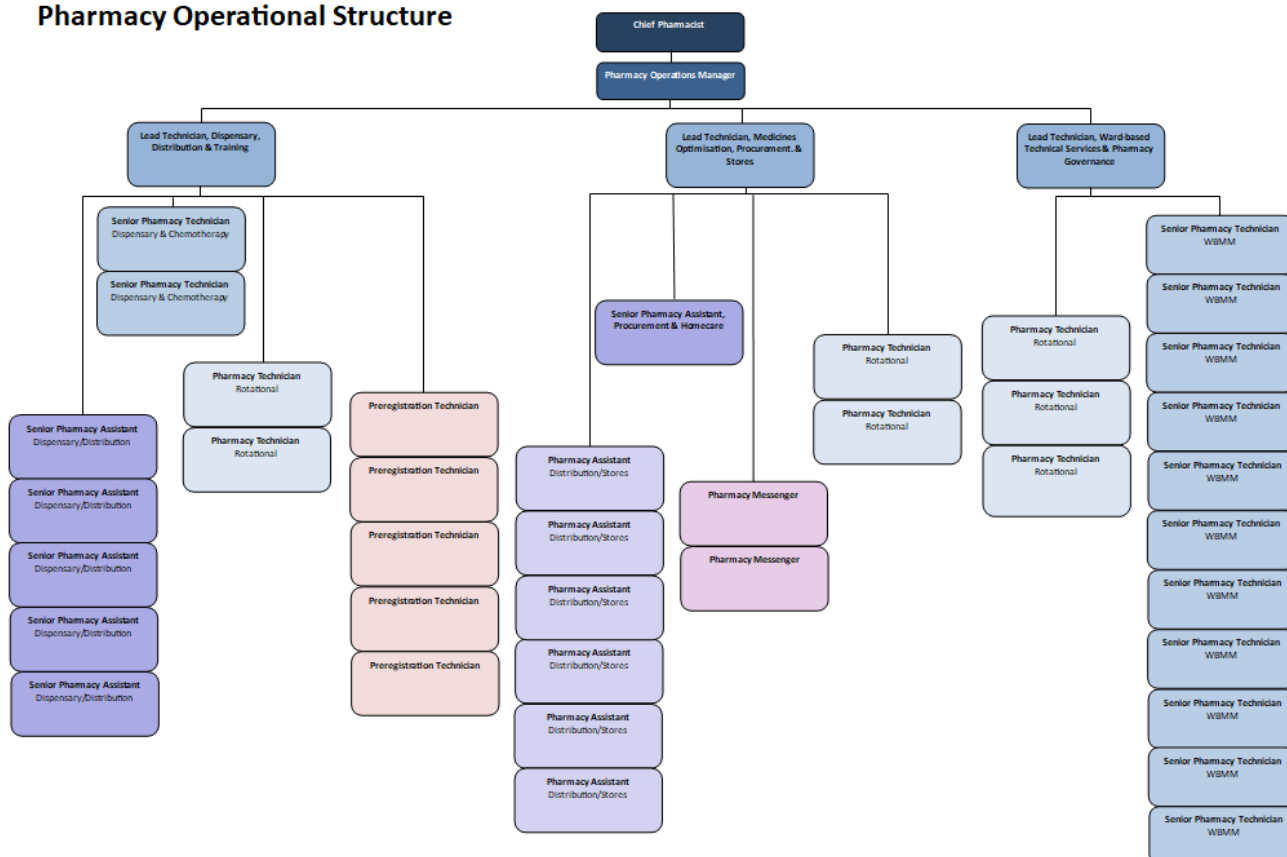 Pharmacy Operational Structure
Chief Pharmacist
Pharmacy Operations Manager
Lead Technician, Dispensary,
Distribution & Training
Lead Technician, Medicines
Optimisation, Procurement. &
Stores
Lead Technician, Ward-based
Technical Services & Pharmacy
Governance
Senior Pharmacy Technician
Dispensary & Chemotherapy
Senior Pharmacy Technician
Dispensary & Chemotherapy
Pharmacy Technician
Rotational
Pharmacy Technician
Rotational
Senior Pharmacy Assistant
Dispensary/Distribution
Senior Pharmacy Assistant
Dispensary/Distribution
Senior Pharmacy Assistant
Dispensary/Distribution
Senior Pharmacy Assistant
Dispensary/Distribution
Senior Pharmacy Assistant
Dispensary/Distribution
Preregistration Technician
Preregistration Technician
Preregistration Technician
Preregistration Technician
Preregistration Technician
Senior Pharmacy Assistant,
Procurement & Homecare
Pharmacy Assistant
Distribution/Stores
Pharmacy Assistant
Distribution/Stores
Pharmacy Assistant
Distribution/Stores
Pharmacy Assistant
Distribution/Stores
Pharmacy Assistant
Distribution/Stores
Pharmacy Assistant
Distribution/Stores
Pharmacy Messenger
Pharmacy Messenger
Pharmacy Technician
Rotational
Pharmacy Technician
Rotational
Pharmacy Technician
Rotational
Pharmacy Technician
Rotational
Pharmacy Technician
Rotational
Senior Pharmacy Technician
WBMM
Senior Pharmacy Technician
WBMM
Senior Pharmacy Technician
WBMM
Senior Pharmacy Technician
WBMM
Senior Pharmacy Technician
WBMM
Senior Pharmacy Technician
WBMM
Senior Pharmacy Technician
WBMM
Senior Pharmacy Technician
WBMM
Senior Pharmacy Technician
WBMM
Senior Pharmacy Technician
WBMM
Senior Pharmacy Technician
WBMM